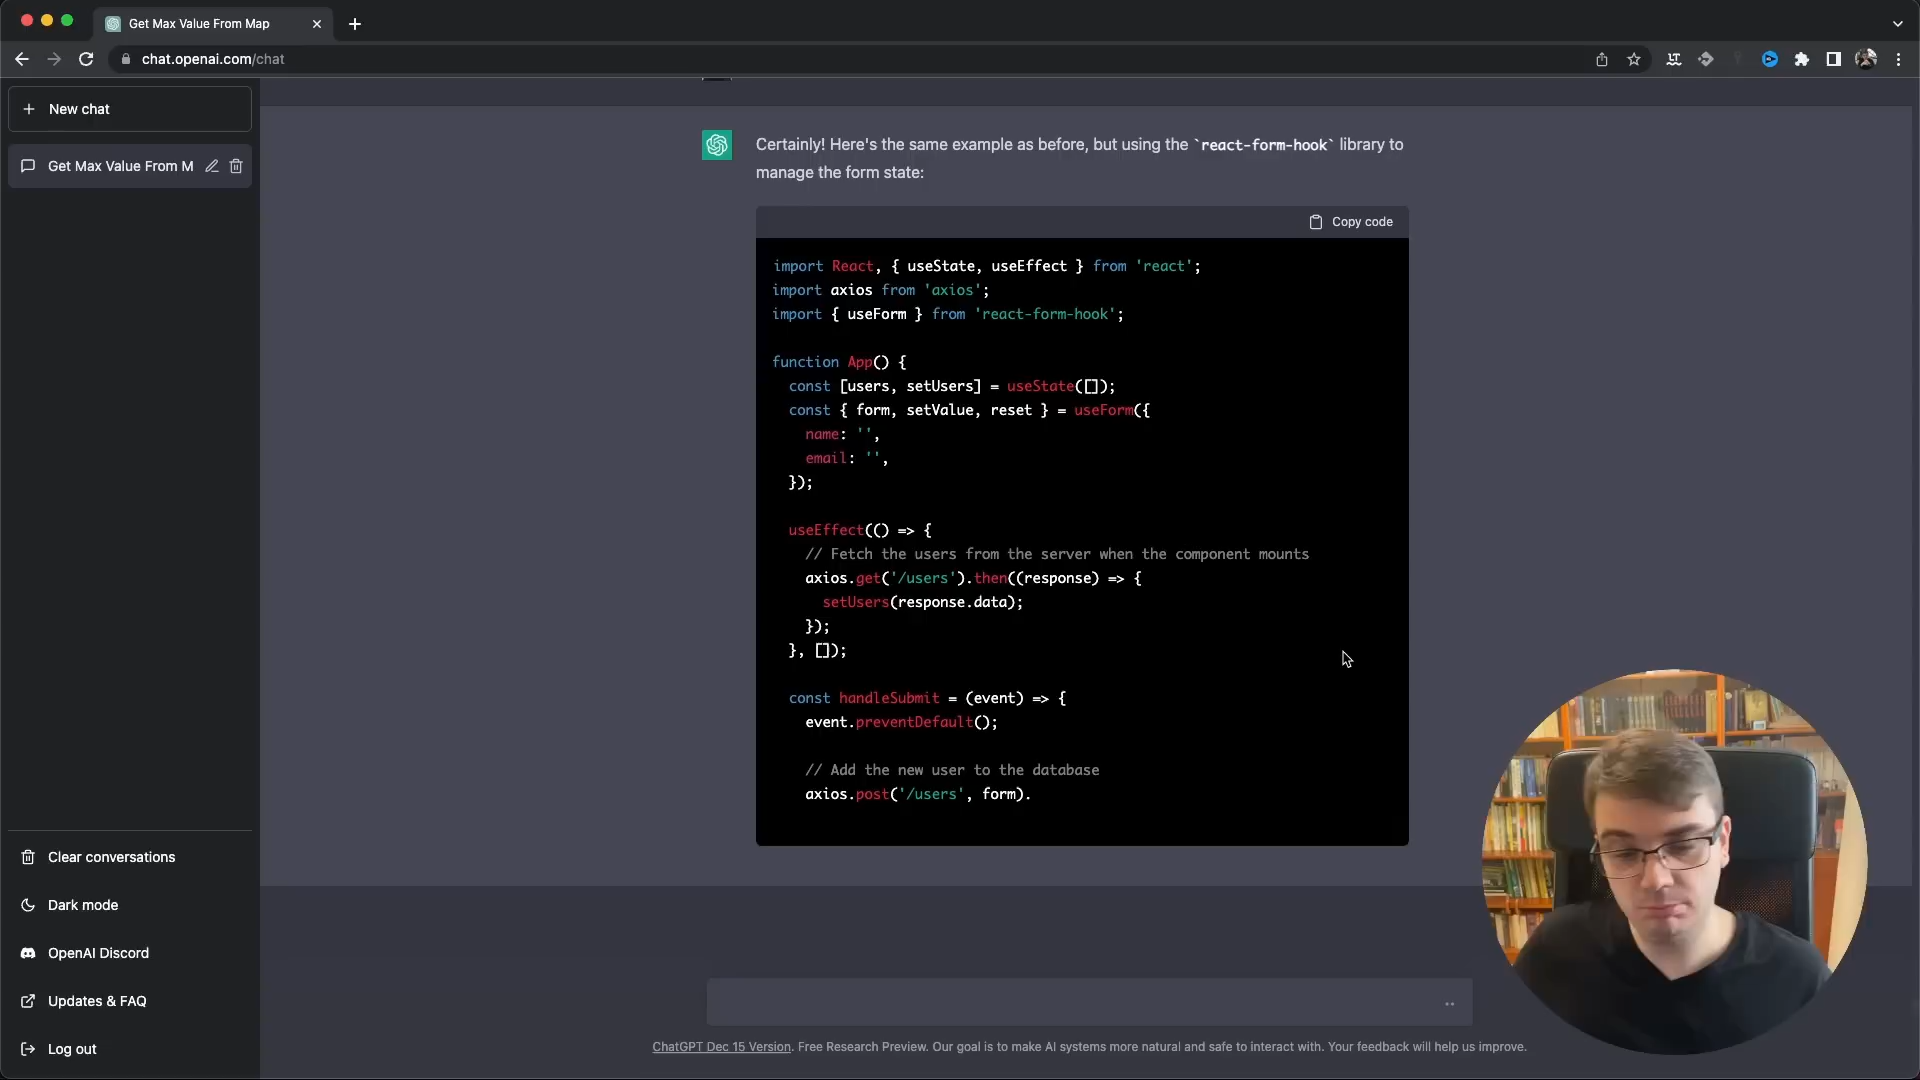 Get Max Value From Map
chat.openai.com/chat
New chat
Get Max Value From M
Certainly! Here's the same example as before, but using the `react-form-hook` library to
manage the form state:
Copy code
import React, { useState, useEffect } from 'react';
import axios from 'axios';
import { useForm } from 'react-form-hook';
function App() {
const [users, setUsers] = useState([]);
const { form, setValue, reset } = useForm({
name: '',
email: '',
});
useEffect(() => {
// Fetch the users from the server when the component mounts
axios.get('/users').then((response) => {
setUsers(response.data);
});
}, []);
const handleSubmit = (event) => {
event.preventDefault();
// Add the new user to the database
axios.post('/users', form).
Clear conversations
Dark mode
OpenAI Discord
Updates & FAQ
Log out
ChatGPT Dec 15 Version. Free Research Preview. Our goal is to make AI systems more natural and safe to interact with. Your feedback will help us improve.